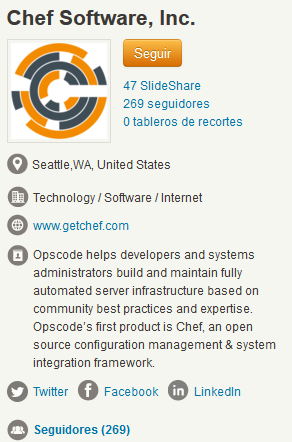 Chef Software, Inc.
Seguir
47 SlideShare
269 seguidores
0 tableros de recortes
Seattle,WA, United States
Technology / Software / Internet
www.getchef.com
Opscode helps developers and systems
administrators build and maintain fully
automated server infrastructure based on
community best practices and expertise.
Opscode's first product is Chef, an open
source configuration management & system
integration framework.
Twitter Facebook LinkedIn
Seguidores (269)